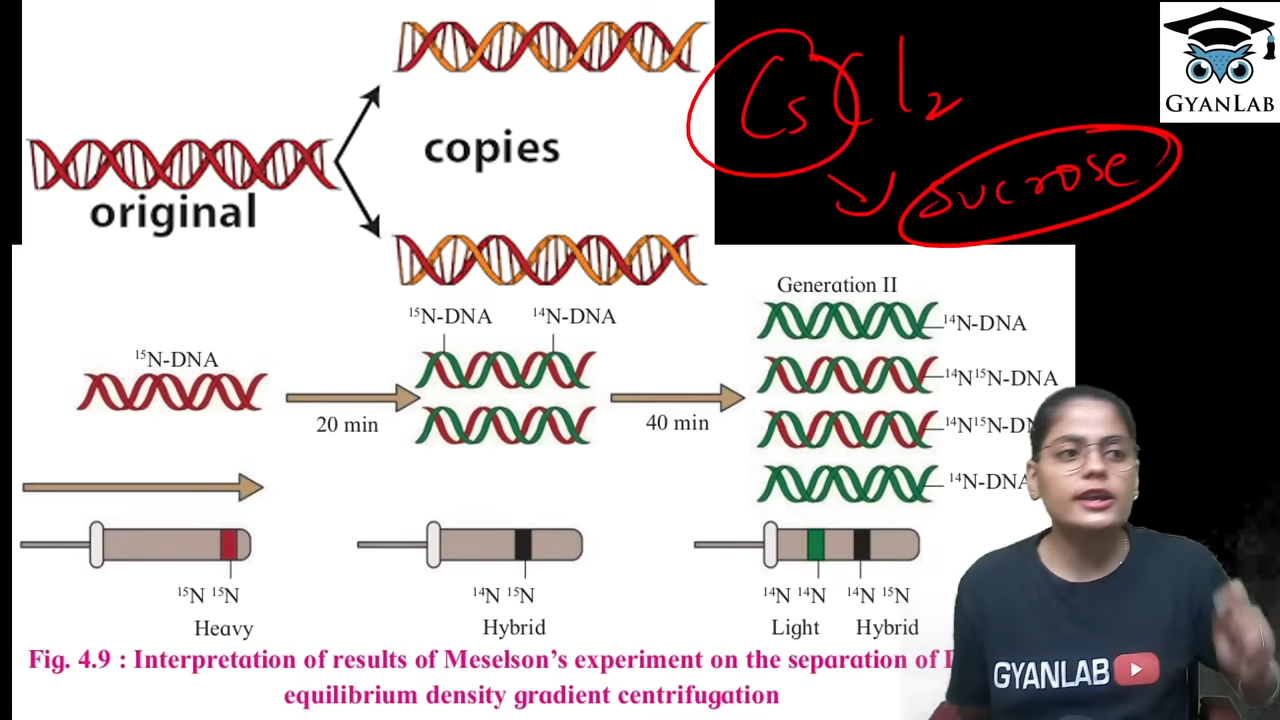 CsCl2
GYANLAB
copies
sucrose
original
Generation II
15N-DNA
14N-DNA
14N-DNA
15N-DNA
14N15N-DNA
20 min
40 min
14N15N-DN
14N-DNA
15N 15N
14N 15N
14N 14N
14N 15N
Heavy
Hybrid
Light
Hybrid
GYANLAB
Fig. 4.9 : Interpretation of results of Meselson's experiment on the separation of
equilibrium density gradient centrifugation